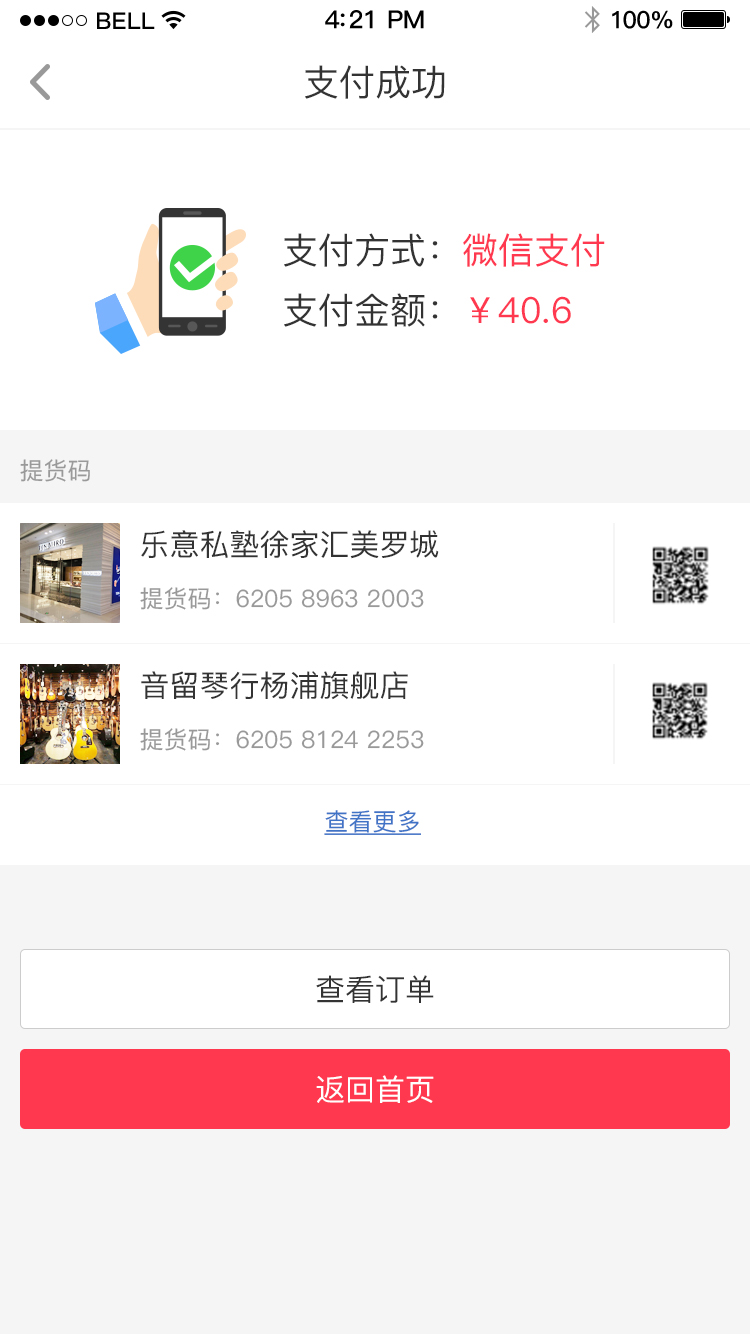 BELL 4:21 PM 100%
支付成功
支付方式：微信支付
支付金额：￥40.6
提货码
乐意私塾徐家汇美罗城
提货码：6205 8963 2003
音留琴行杨浦旗舰店
提货码：6205 8124 2253
查看更多
查看订单
返回首页